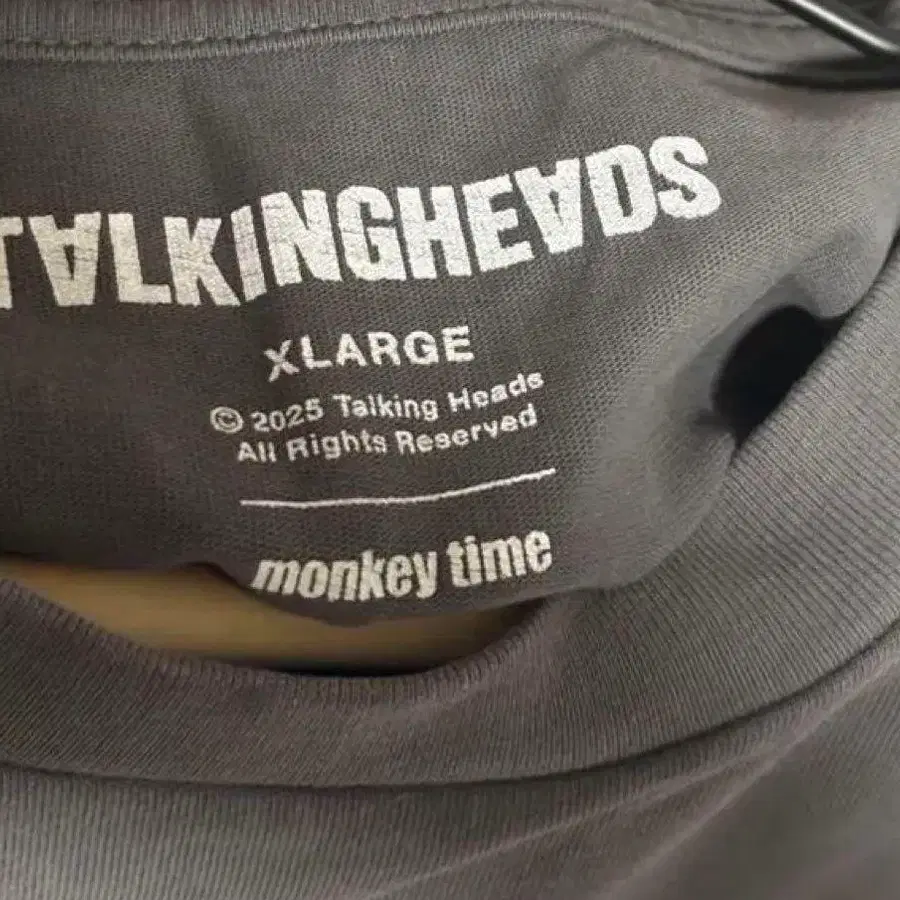 TALKINGHEADS
XLARGE
© 2025 Talking Heads
All Rights Reserved
monkey time